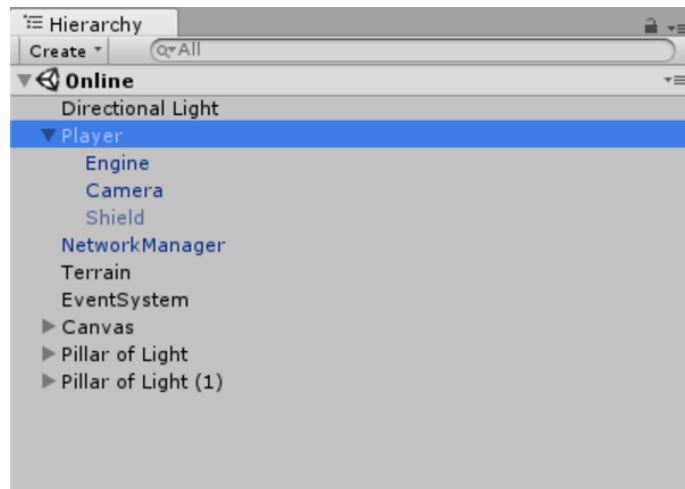 Hierarchy
Create All
Online
Directional Light
Player
Engine
Camera
Shield
NetworkManager
Terrain
EventSystem
Canvas
Pillar of Light
Pillar of Light (1)